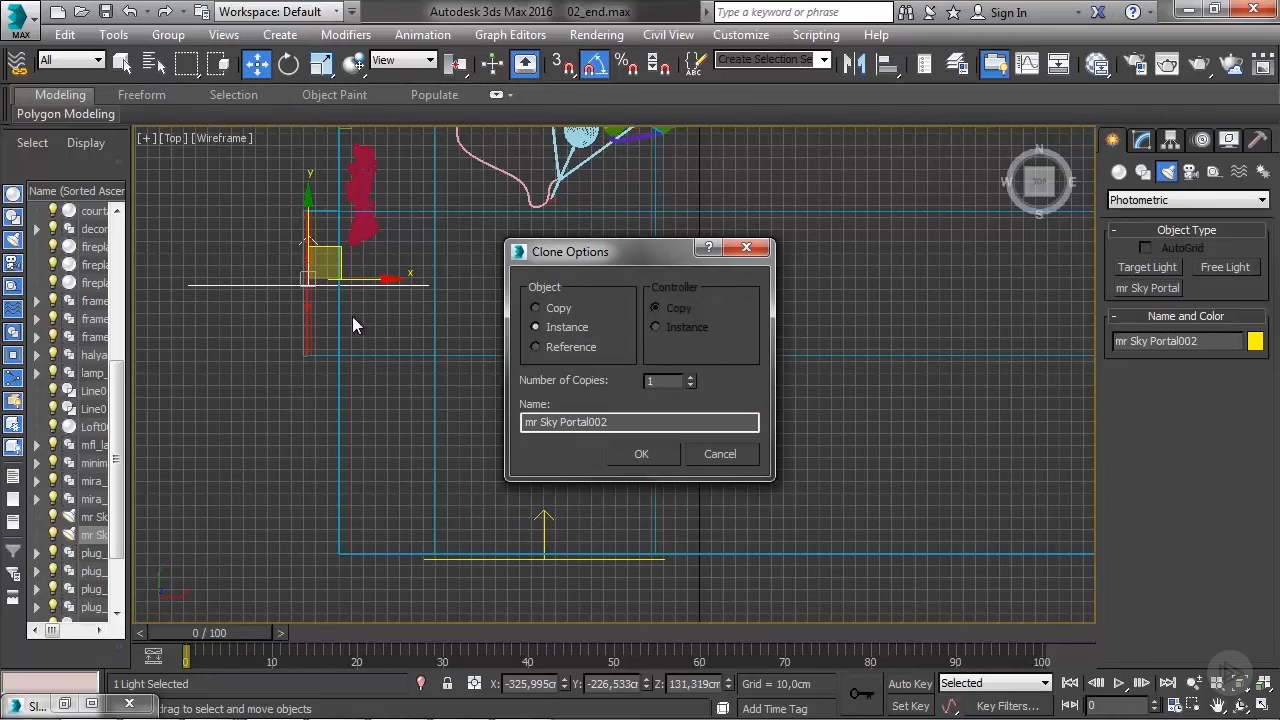 MAX
Workspace: Default
Autodesk 3ds Max 2016 02_end.max
Type a keyword or phrase
Sign In
Edit Tools Group Views Create Modifiers Animation Graph Editors Rendering Civil View Customize Scripting Help
All
View
3
Create Selection Se
Modeling Freeform Selection Object Paint Populate
Polygon Modeling
Select Display
[+] [Top] [Wireframe]
Name (Sorted Ascer
courta
decor
firepla
firepla
firepla
frame
frame
frame
halya
lamp_
Line0
Line0
Loft0
mfl_la
minim
mira_
mira_
mr Sk
mr Sk
plug_
plug_
plug_
plug_
y
x
N
W
TOP
E
S
Clone Options
Object
Copy
Instance
Reference
Controller
Copy
Instance
Number of Copies: 1
Name:
mr Sky Portal002
OK Cancel
Photometric
- Object Type
AutoGrid
Target Light Free Light
mr Sky Portal
- Name and Color
mr Sky Portal002
< 0 / 100 >
0 10 20 30 40 50 60 70 80 90 100
1 Light Selected
X: -325,995cm Y: -226,533cm Z: 131,319cm Grid = 10,0cm
Auto Key Selected
drag to select and move objects
Add Time Tag
Set Key Key Filters...
0